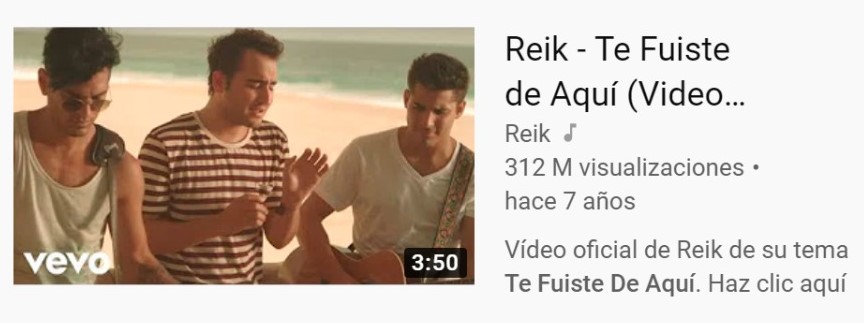 Reik - Te Fuiste
de Aquí (Video...
Reik
312 M visualizaciones •
hace 7 años
Vídeo oficial de Reik de su tema
Te Fuiste De Aquí. Haz clic aquí
vevo
3:50